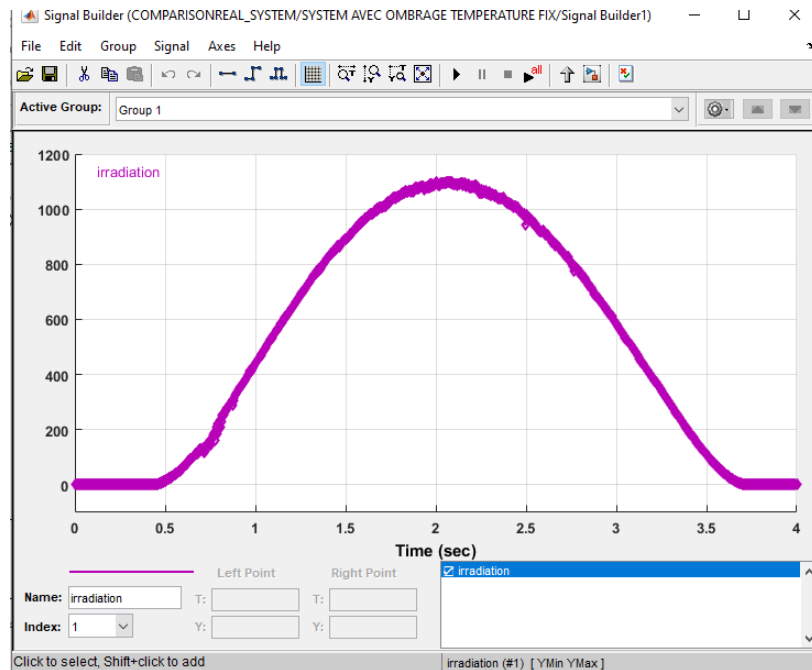 Signal Builder (COMPARISONREAL_SYSTEM/SYSTEM AVEC OMBRAGE TEMPERATURE FIX/Signal Builder1)
File Edit Group Signal Axes Help
all
Active Group: Group 1
irradiation
1200
1000
800
600
400
200
0
0 0.5 1 1.5 2 2.5 3 3.5 4
Time (sec)
Left Point Right Point
irradiation
Name: irradiation T: T:
Index: 1 Y: Y:
Click to select, Shift+click to add
irradiation (#1) [ YMin YMax ]